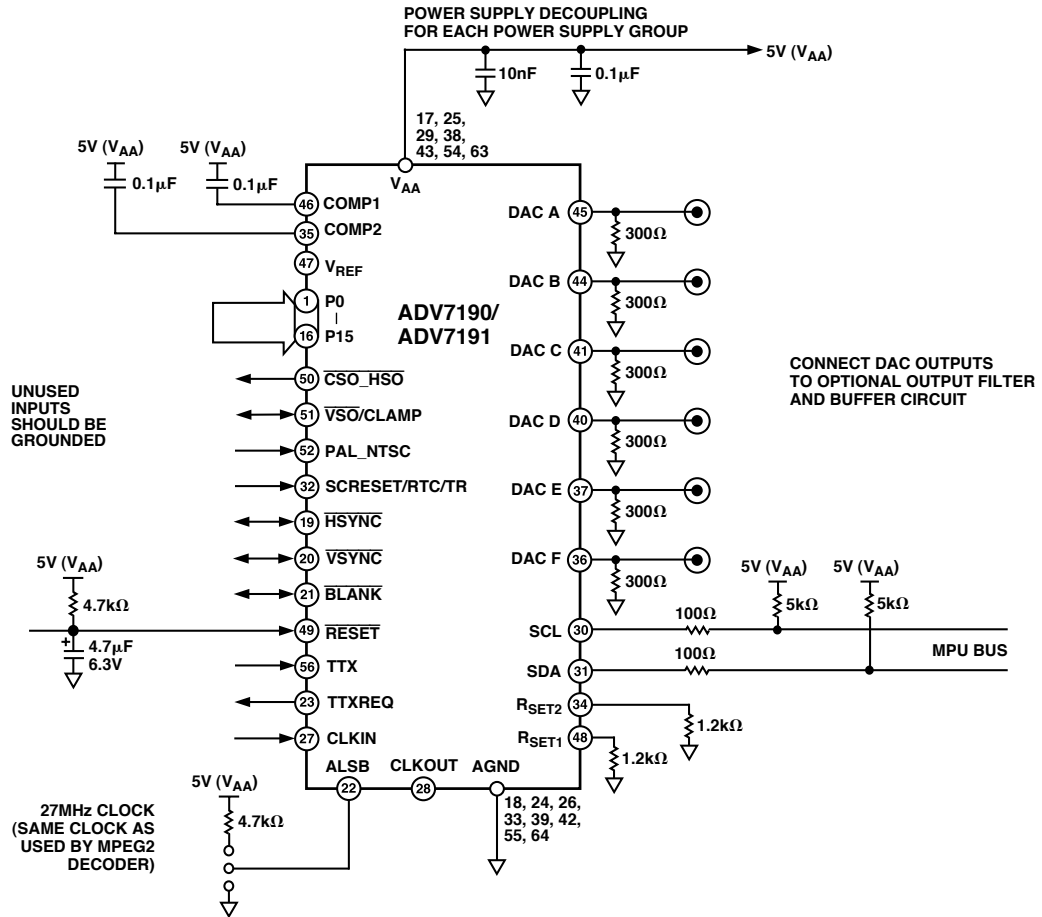 POWER SUPPLY DECOUPLING
FOR EACH POWER SUPPLY GROUP
5V (VAA)
10nF
0.1μF
17, 25,
29, 38,
43, 54, 63
5V (VAA)
5V (VAA)
0.1μF
0.1μF
VAA
46 COMP1
35 COMP2
47 VREF
1 P0
16 P15
ADV7190/
ADV7191
50 CSO_HSO
51 VSO/CLAMP
52 PAL_NTSC
32 SCRESET/RTC/TR
19 HSYNC
20 VSYNC
21 BLANK
49 RESET
56 TTX
23 TTXREQ
27 CLKIN
UNUSED
INPUTS
SHOULD BE
GROUNDED
5V (VAA)
4.7kΩ
+
4.7μF
6.3V
DAC A 45
300Ω
DAC B 44
300Ω
DAC C 41
300Ω
DAC D 40
300Ω
DAC E 37
300Ω
DAC F 36
300Ω
CONNECT DAC OUTPUTS
TO OPTIONAL OUTPUT FILTER
AND BUFFER CIRCUIT
5V (VAA)
5V (VAA)
5kΩ
5kΩ
SCL 30
100Ω
MPU BUS
SDA 31
100Ω
RSET2 34
1.2kΩ
RSET1 48
1.2kΩ
ALSB
22
CLKOUT
28
AGND
18, 24, 26,
33, 39, 42,
55, 64
5V (VAA)
4.7kΩ
27MHz CLOCK
(SAME CLOCK AS
USED BY MPEG2
DECODER)